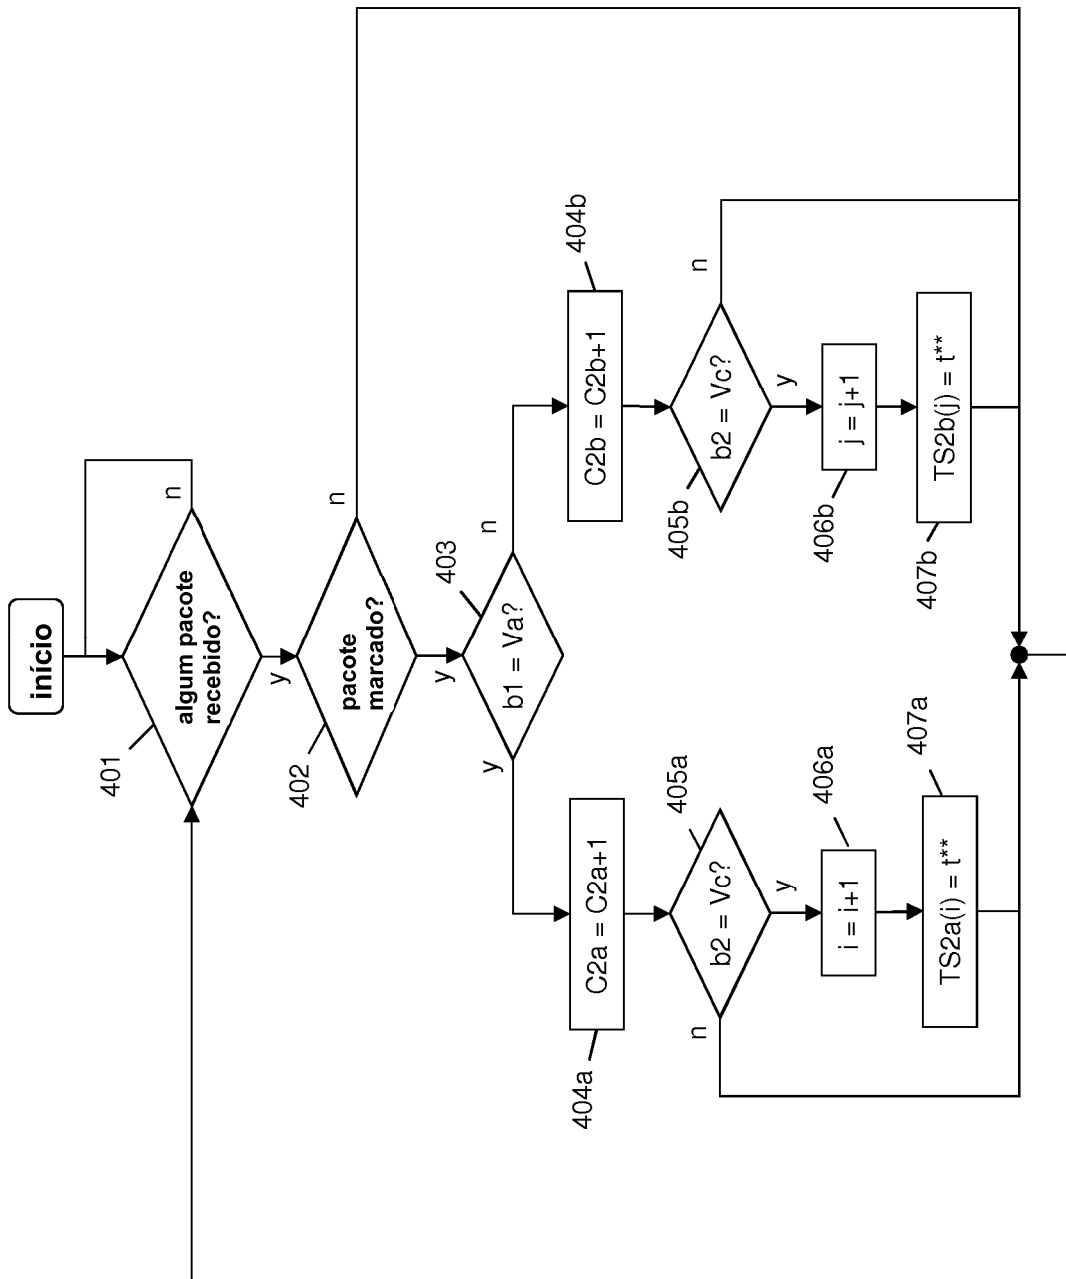 início
401
algum pacote
recebido?
n
y
402
pacote
marcado?
n
y
403
b1 = Va?
y
n
404a
C2a = C2a+1
C2b = C2b+1
404b
405a
b2 = Vc?
n
y
405b
b2 = Vc?
n
y
406a
i = i+1
406b
j = j+1
407a
TS2a(i) = t**
407b
TS2b(j) = t**